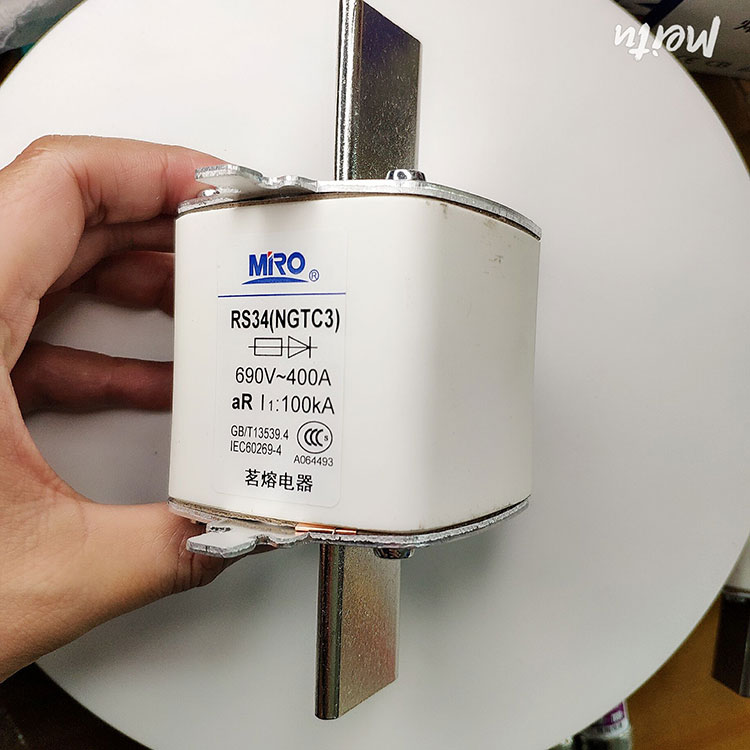 Meitu
MIRO®
RS34(NGTC3)
690V~400A
aR I₁:100kA
GB/T13539.4
IEC60269-4
CCC S
A064493
茗熔电器